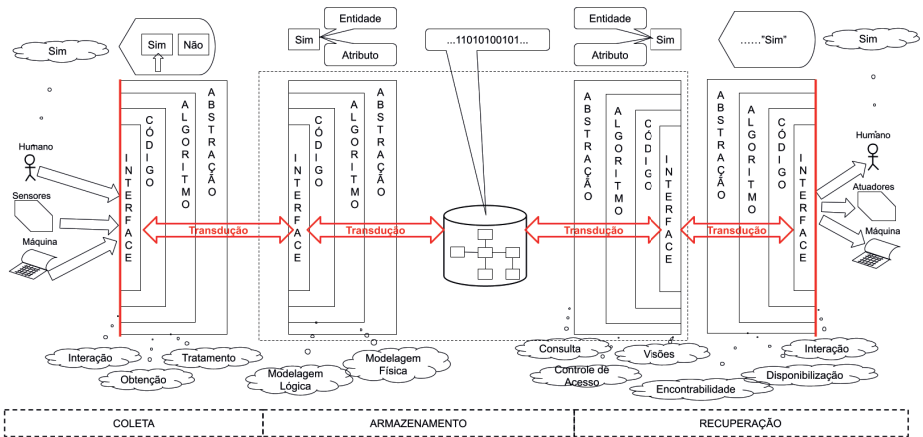 Sim
Sim
Não
Sim
Entidade
Atributo
...11010100101...
Entidade
Atributo
Sim
......"Sim"
Sim
Humano
Sensores
Máquina
INTERFACE
CÓDIGO
ALGORITMO
ABSTRAÇÃO
Transdução
INTERFACE
CÓDIGO
ALGORITMO
ABSTRAÇÃO
Transdução
Transdução
ABSTRAÇÃO
ALGORITMO
CÓDIGO
INTERFACE
Transdução
ABSTRAÇÃO
ALGORITMO
CÓDIGO
INTERFACE
Humano
Atuadores
Máquina
Interação
Obtenção
Tratamento
Modelagem
Lógica
Modelagem
Física
Consulta
Controle de
Acesso
Visões
Encontrabilidade
Interação
Disponibilização
COLETA
ARMAZENAMENTO
RECUPERAÇÃO